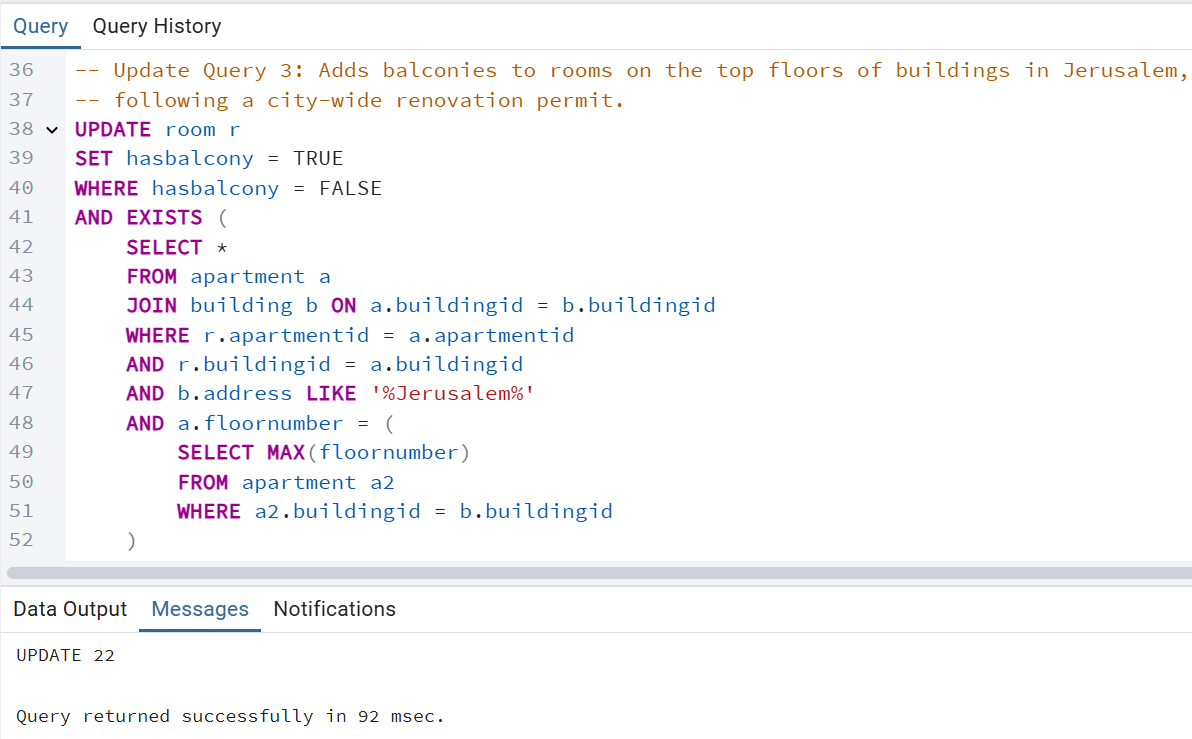 Query Query History
36 -- Update Query 3: Adds balconies to rooms on the top floors of buildings in Jerusalem,
37 -- following a city-wide renovation permit.
38 UPDATE room r
39 SET hasbalcony = TRUE
40 WHERE hasbalcony = FALSE
41 AND EXISTS (
42     SELECT *
43     FROM apartment a
44     JOIN building b ON a.buildingid = b.buildingid
45     WHERE r.apartmentid = a.apartmentid
46     AND r.buildingid = a.buildingid
47     AND b.address LIKE '%Jerusalem%'
48     AND a.floornumber = (
49         SELECT MAX(floornumber)
50         FROM apartment a2
51         WHERE a2.buildingid = b.buildingid
52     )
Data Output Messages Notifications
UPDATE 22
Query returned successfully in 92 msec.